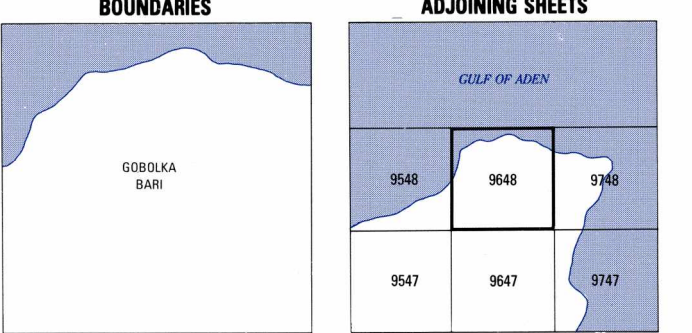 BOUNDARIES
GOBOLKA
BARI
ADJOINING SHEETS
GULF OF ADEN
9548
9648
9748
9547
9647
9747